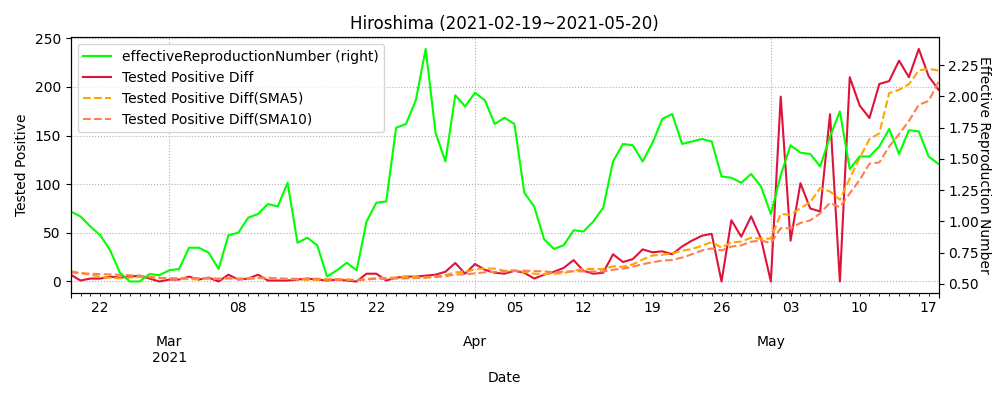 Hiroshima (2021-02-19~2021-05-20)
effectiveReproductionNumber (right)
Tested Positive Diff
Tested Positive Diff(SMA5)
Tested Positive Diff(SMA10)
Tested Positive
250
200
150
100
50
0
2.25
2.00
1.75
1.50
1.25
1.00
0.75
0.50
Effective Reproduction Number
22 08 15 22 29 05 12 19 26 03 10 17
Mar Apr May
2021
Date